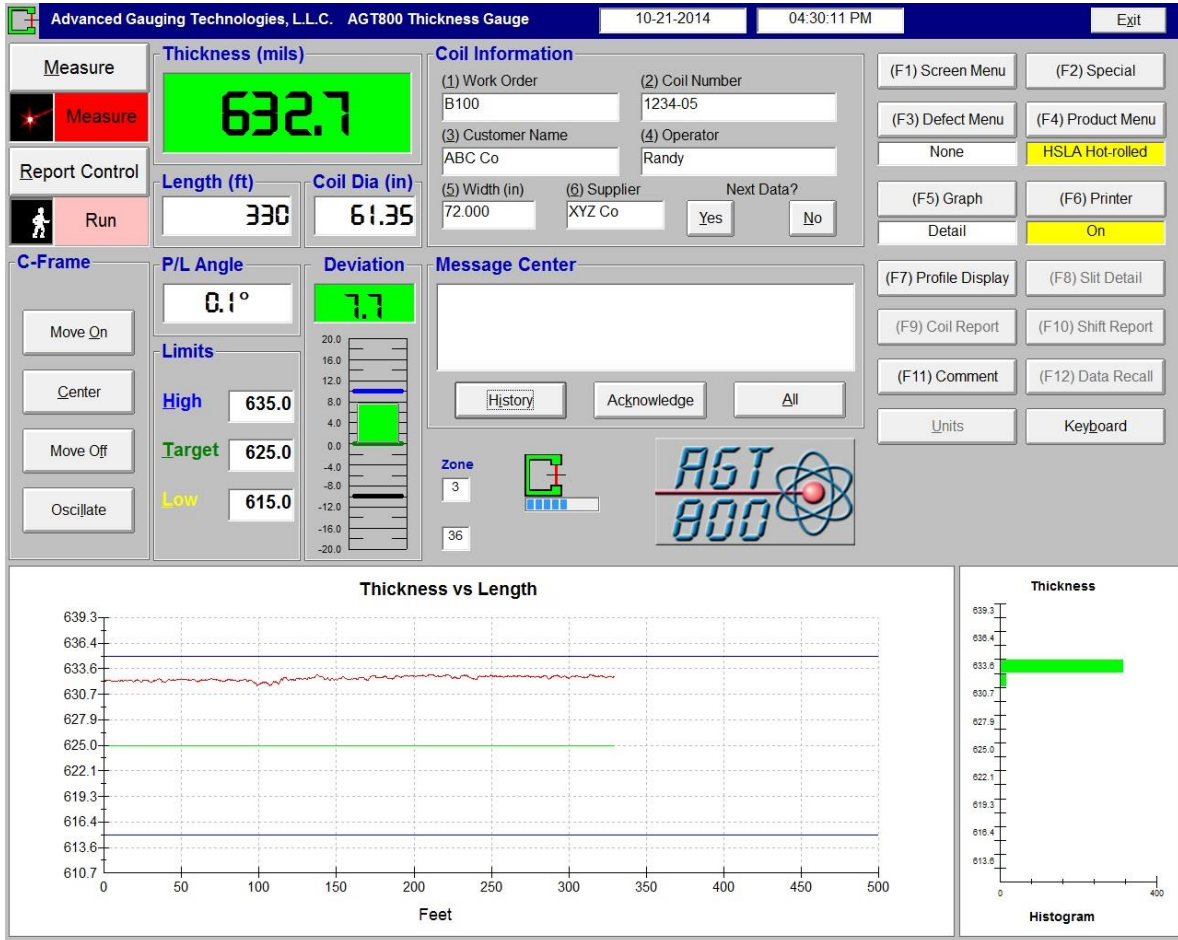 Advanced Gauging Technologies, L.L.C. AGT800 Thickness Gauge 10-21-2014 04:30:11 PM Exit
Measure
Measure
Report Control
Run
Thickness (mils)
632.7
Length (ft)
330
Coil Dia (in)
61.35
Coil Information
(1) Work Order (2) Coil Number
B100 1234-05
(3) Customer Name (4) Operator
ABC Co Randy
(5) Width (in) (6) Supplier Next Data?
72.000 XYZ Co Yes No
(F1) Screen Menu (F2) Special
(F3) Defect Menu (F4) Product Menu
None HSLA Hot-rolled
(F5) Graph (F6) Printer
Detail On
(F7) Profile Display (F8) Slit Detail
(F9) Coil Report (F10) Shift Report
(F11) Comment (F12) Data Recall
Units Keyboard
C-Frame
Move On
Center
Move Off
Oscillate
P/L Angle
0.1°
Limits
High 635.0
Target 625.0
Low 615.0
Deviation
7.7
20.0
16.0
12.0
8.0
4.0
0.0
-4.0
-8.0
-12.0
-16.0
-20.0
Message Center
History Acknowledge All
Zone
3
36
AGT
800
Thickness vs Length
639.3
636.4
633.6
630.7
627.9
625.0
622.1
619.3
616.4
613.6
610.7
0 50 100 150 200 250 300 350 400 450 500
Feet
Thickness
639.3
636.4
633.6
630.7
627.9
625.0
622.1
619.3
616.4
613.6
0 400
Histogram